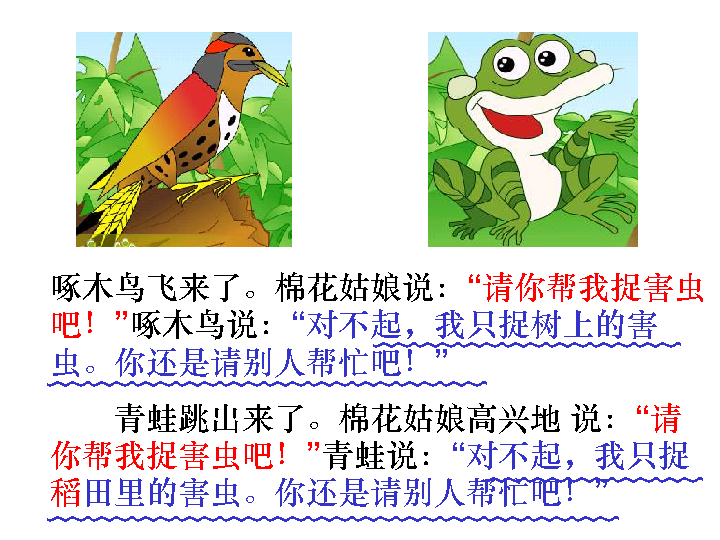 啄木鸟飞来了。棉花姑娘说：“请你帮我捉害虫
吧！”啄木鸟说：“对不起，我只捉树上的害
虫。你还是请别人帮忙吧！”
青蛙跳出来了。棉花姑娘高兴地 说：“请
你帮我捉害虫吧！”青蛙说：“对不起，我只捉
稻田里的害虫。你还是请别人帮忙吧！”